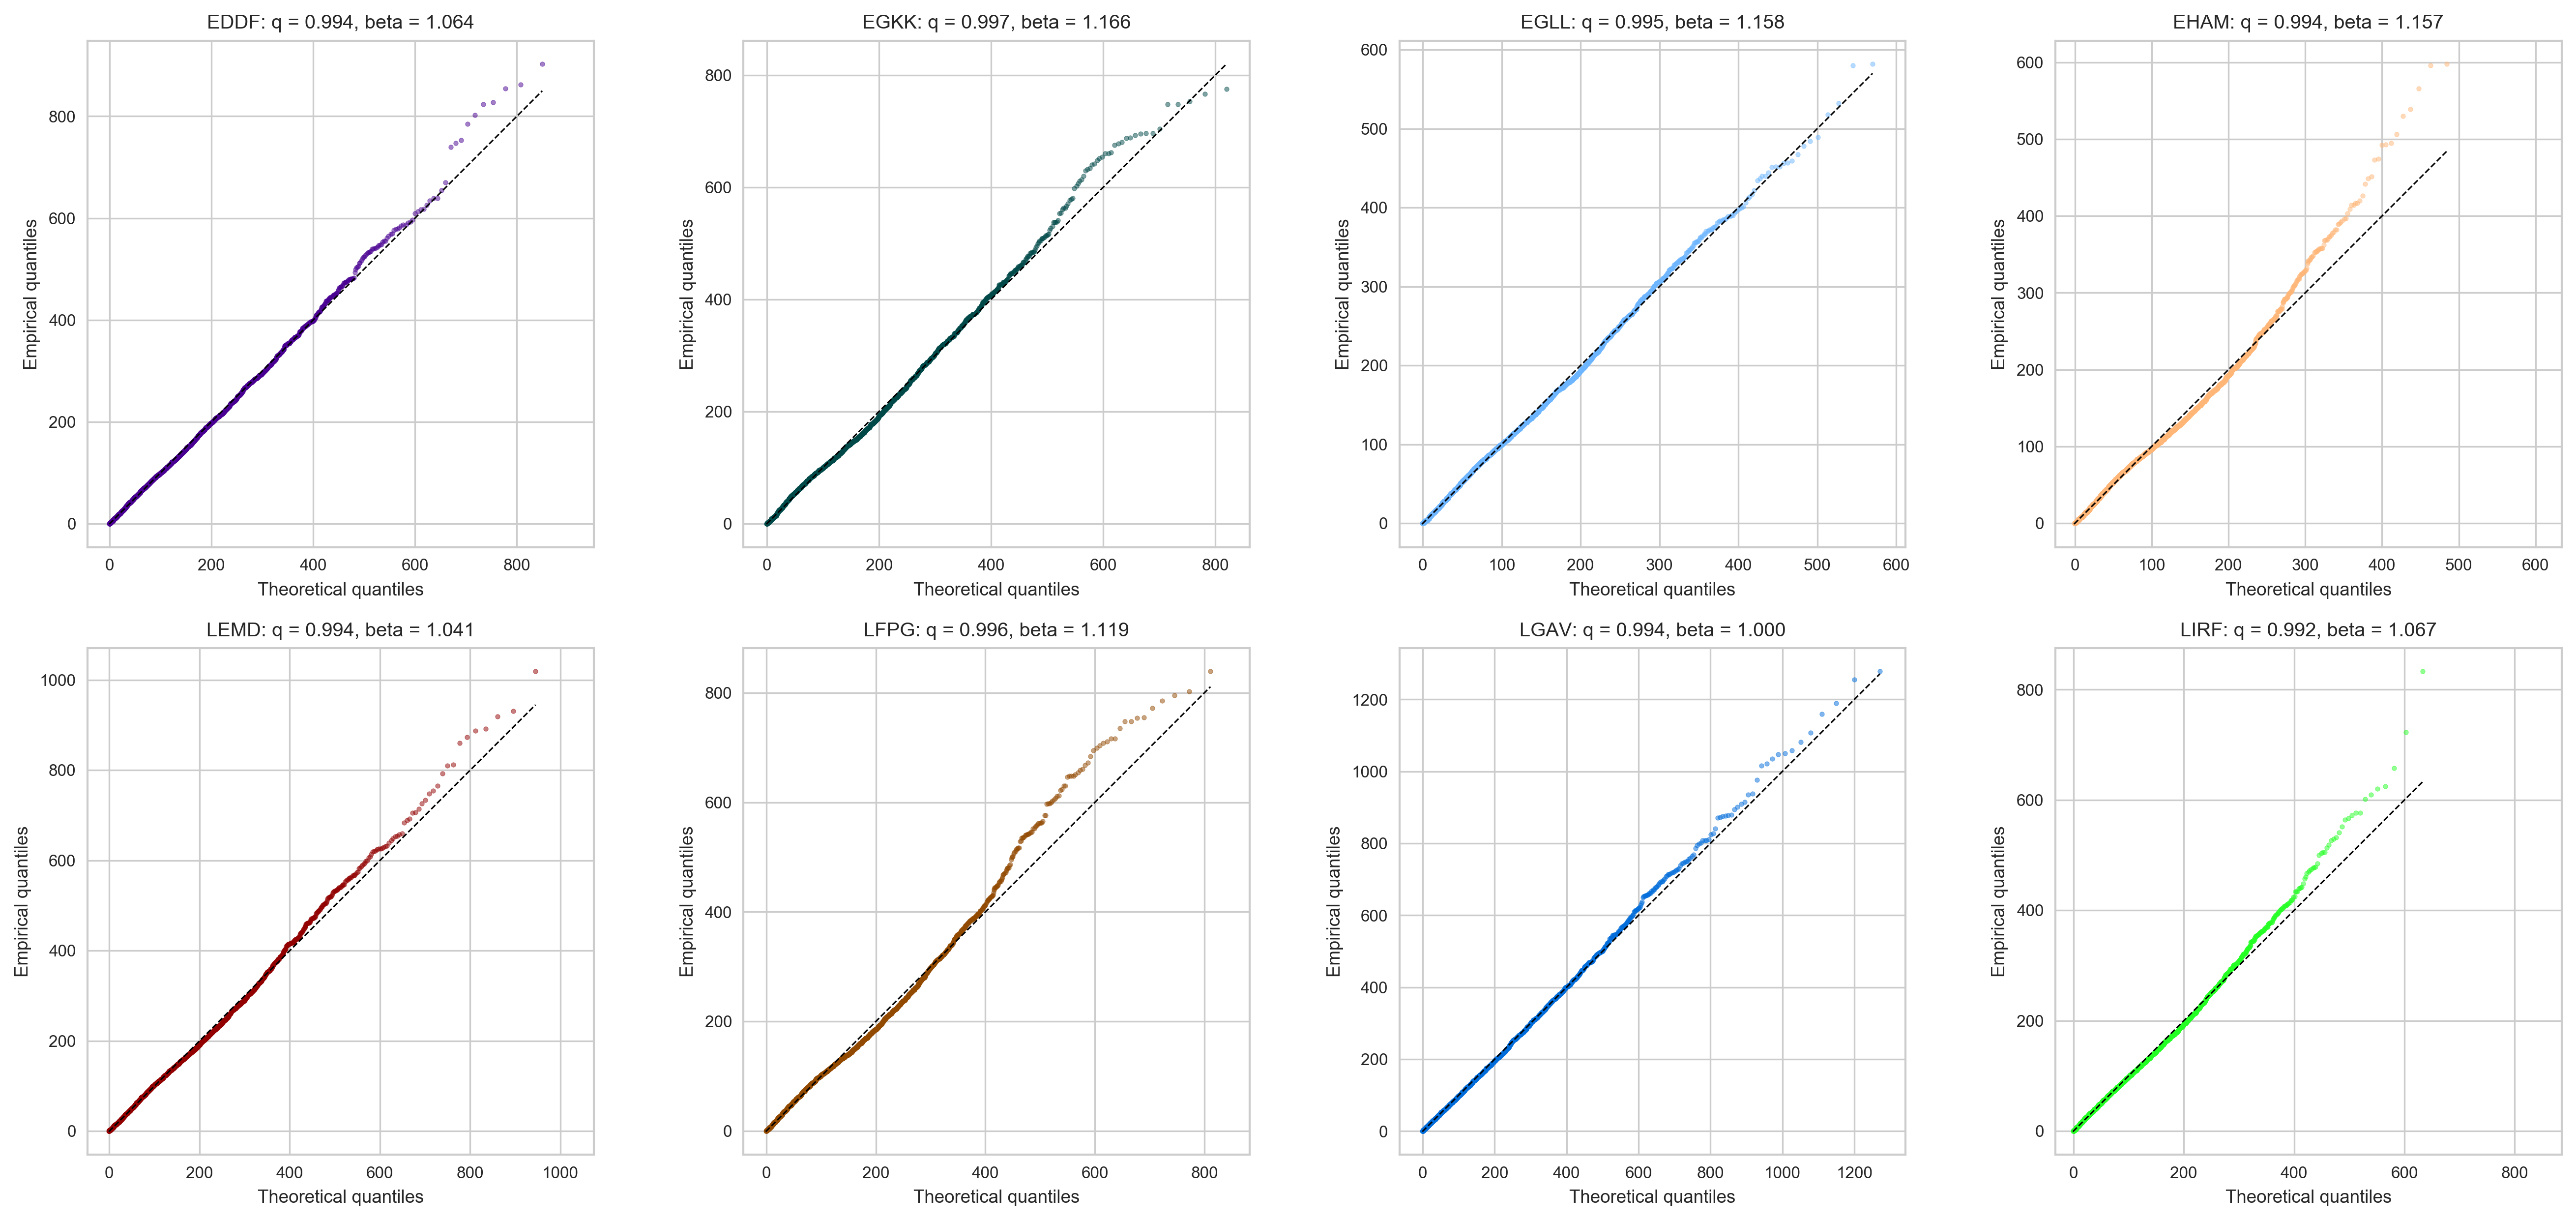 EDDF: q = 0.994, beta = 1.064
Empirical quantiles
800
600
400
200
0
0 200 400 600 800
Theoretical quantiles
EGKK: q = 0.997, beta = 1.166
Empirical quantiles
800
600
400
200
0
0 200 400 600 800
Theoretical quantiles
EGLL: q = 0.995, beta = 1.158
Empirical quantiles
600
500
400
300
200
100
0
0 100 200 300 400 500 600
Theoretical quantiles
EHAM: q = 0.994, beta = 1.157
Empirical quantiles
600
500
400
300
200
100
0
0 100 200 300 400 500 600
Theoretical quantiles
LEMD: q = 0.994, beta = 1.041
Empirical quantiles
1000
800
600
400
200
0
0 200 400 600 800 1000
Theoretical quantiles
LFPG: q = 0.996, beta = 1.119
Empirical quantiles
800
600
400
200
0
0 200 400 600 800
Theoretical quantiles
LGAV: q = 0.994, beta = 1.000
Empirical quantiles
1200
1000
800
600
400
200
0
0 200 400 600 800 1000 1200
Theoretical quantiles
LIRF: q = 0.992, beta = 1.067
Empirical quantiles
800
600
400
200
0
0 200 400 600 800
Theoretical quantiles